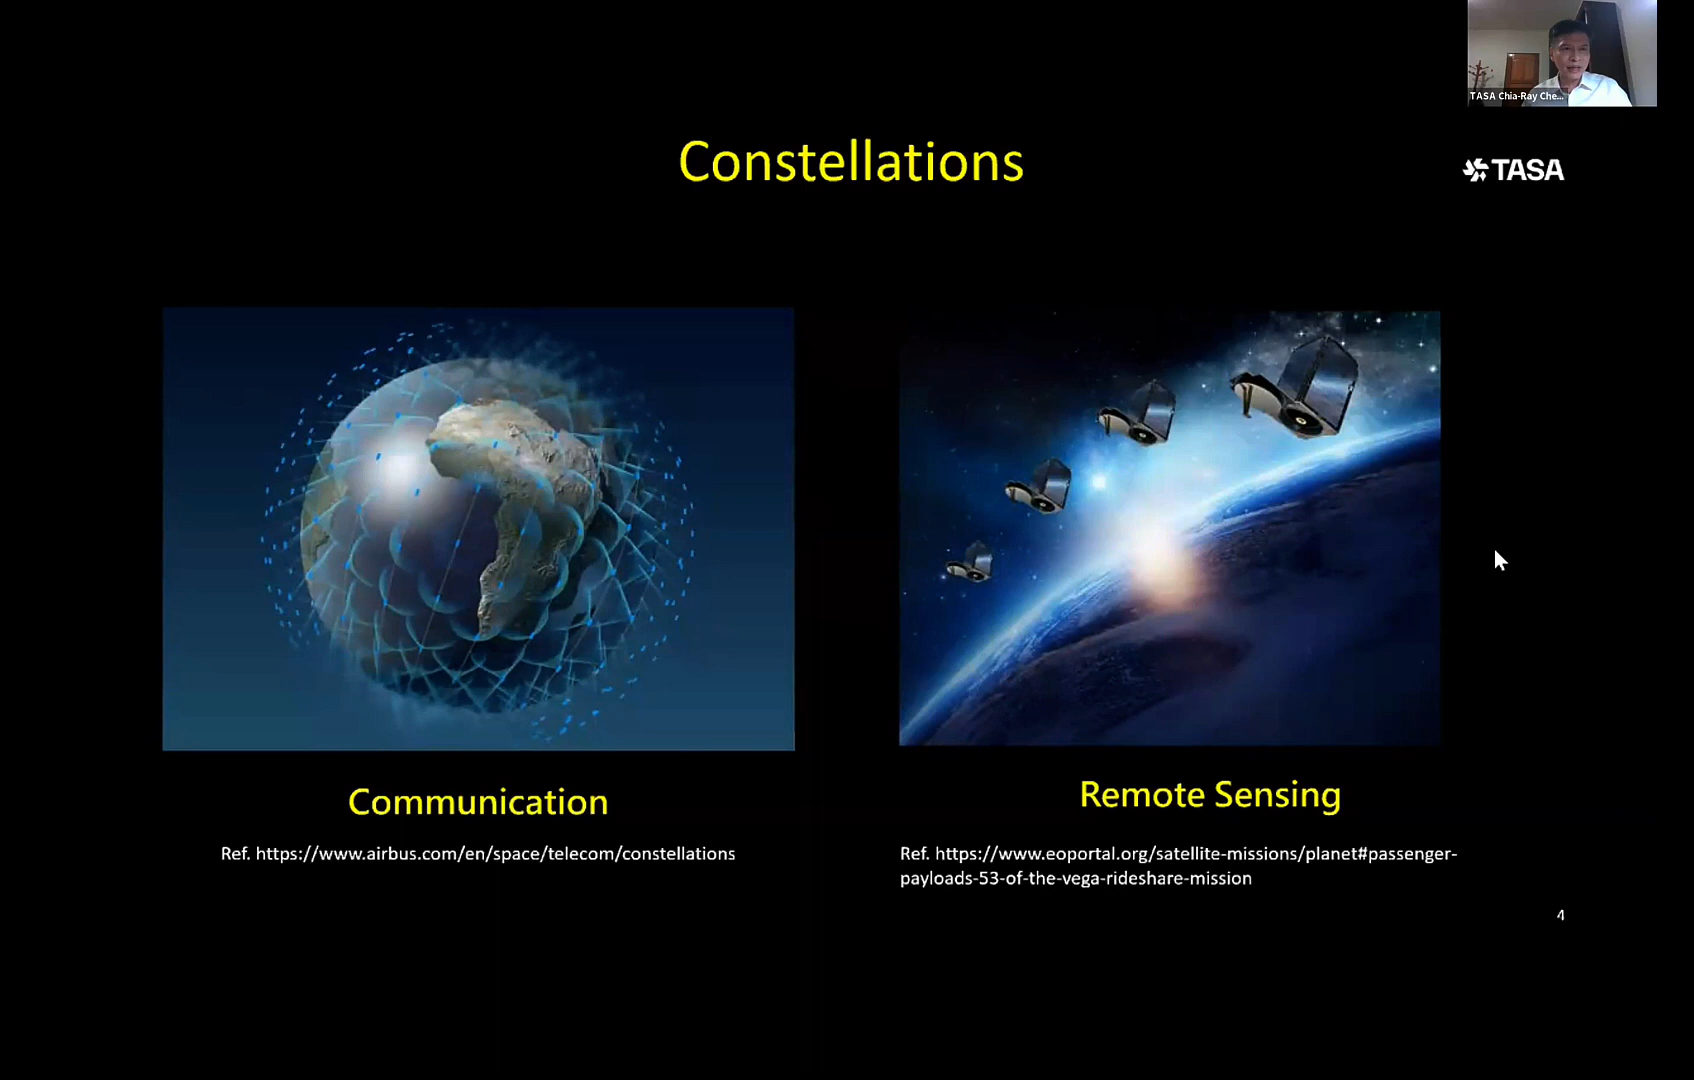 TASA Chia-Ray Che...
Constellations
TASA
Communication
Remote Sensing
Ref. https://www.airbus.com/en/space/telecom/constellations
Ref. https://www.eoportal.org/satellite-missions/planet#passenger-
payloads-53-of-the-vega-rideshare-mission
4